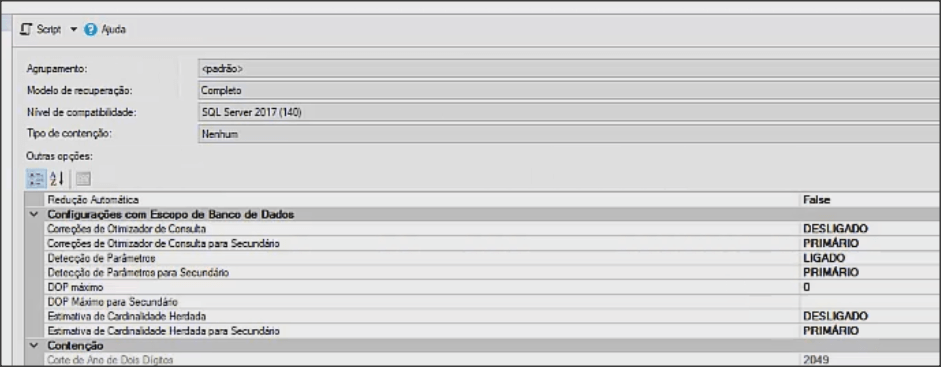 Script Ajuda
Agrupamento: <padrão>
Modelo de recuperação: Completo
Nível de compatibilidade: SQL Server 2017 (140)
Tipo de contenção: Nenhum
Outras opções:
Redução Automática False
Configurações com Escopo de Banco de Dados
Correções de Otimizador de Consulta DESLIGADO
Correções de Otimizador de Consulta para Secundário PRIMÁRIO
Detecção de Parâmetros LIGADO
Detecção de Parâmetros para Secundário PRIMÁRIO
DOP máximo 0
DOP Máximo para Secundário
Estimativa de Cardinalidade Herdada DESLIGADO
Estimativa de Cardinalidade Herdada para Secundário PRIMÁRIO
Contenção
Corte de Ano de Dois Dígitos 2049